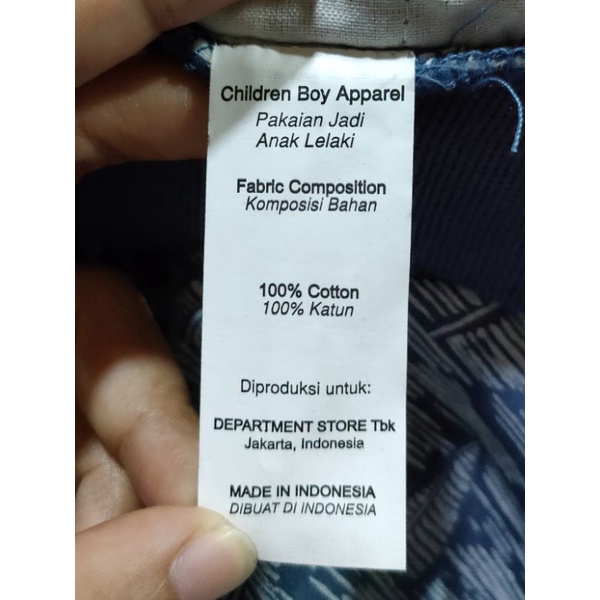 Children Boy Apparel
Pakaian Jadi
Anak Lelaki
Fabric Composition
Komposisi Bahan
100% Cotton
100% Katun
Diproduksi untuk:
DEPARTMENT STORE Tbk
Jakarta, Indonesia
MADE IN INDONESIA
DIBUAT DI INDONESIA